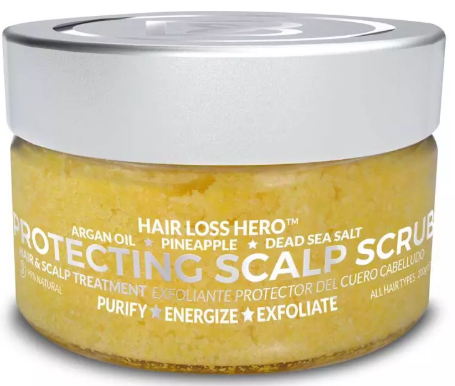 HAIR LOSS HERO™
ARGAN OIL ★ PINEAPPLE ★ DEAD SEA SALT
PROTECTING SCALP SCRUB
HAIR & SCALP TREATMENT EXFOLIANTE PROTECTOR DEL CUERO CABELLUDO
NATURAL ALL HAIR TYPES
PURIFY ★ ENERGIZE ★ EXFOLIATE